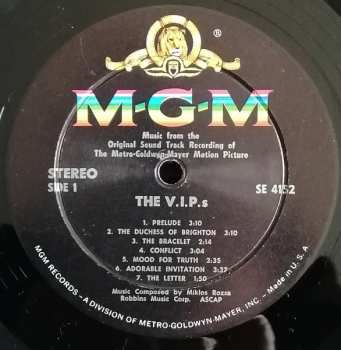 ®
M-G-M
Music from the
Original Sound Track Recording of
The Metro-Goldwyn-Mayer Motion Picture
STEREO
SIDE 1
THE V.I.P.s
SE 4152
1. PRELUDE 3:10
2. THE DUCHESS OF BRIGHTON 3:10
3. THE BRACELET 2:14
4. CONFLICT 3:04
5. MOOD FOR TRUTH 2:35
6. ADORABLE INVITATION 3:37
7. THE LETTER 1:50
Music Composed by Miklos Rozsa
Robbins Music Corp. ASCAP
MGM RECORDS - A DIVISION OF METRO-GOLDWYN-MAYER, INC. - Made in U.S.A.